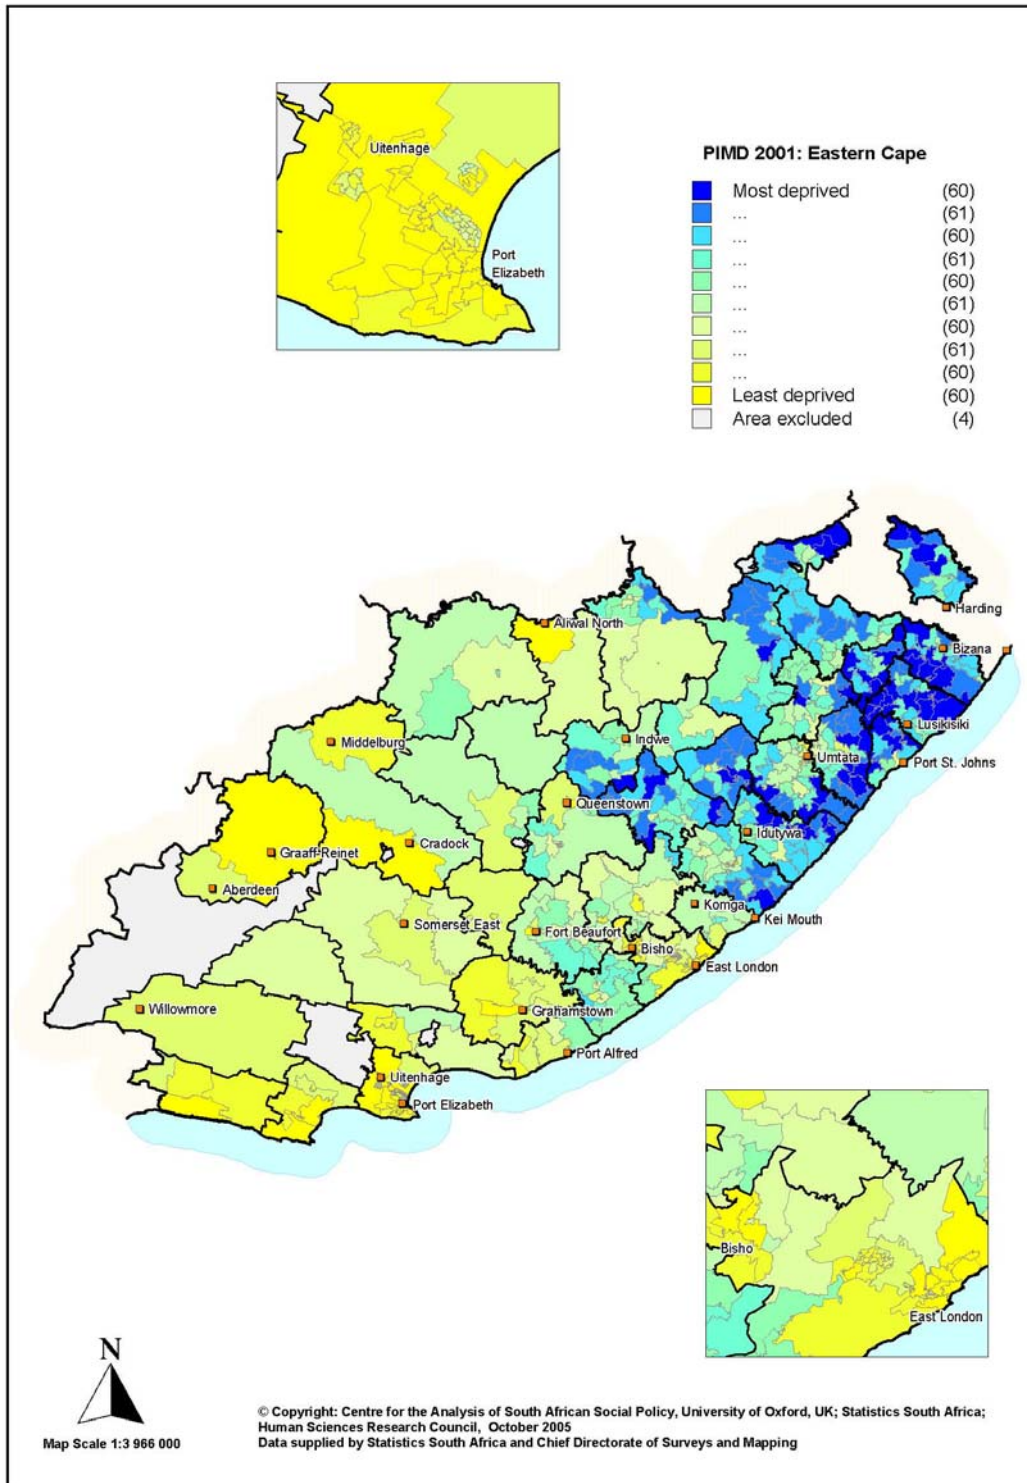 Uitenhage
Port
Elizabeth
PIMD 2001: Eastern Cape
Most deprived (60)
... (61)
... (60)
... (61)
... (60)
... (61)
... (60)
... (61)
... (60)
Least deprived (60)
Area excluded (4)
Harding
Aliwal North
Bizana
Lusikisiki
Middelburg
Indwe
Umtata
Port St. Johns
Queenstown
Idutywa
Cradock
Graaff-Reinet
Aberdeen
Komga
Kei Mouth
Somerset East
Fort Beaufort
Bisho
East London
Willowmore
Grahamstown
Port Alfred
Uitenhage
Port Elizabeth
Bisho
East London
N
Map Scale 1:3 966 000
© Copyright: Centre for the Analysis of South African Social Policy, University of Oxford, UK; Statistics South Africa;
Human Sciences Research Council, October 2005
Data supplied by Statistics South Africa and Chief Directorate of Surveys and Mapping